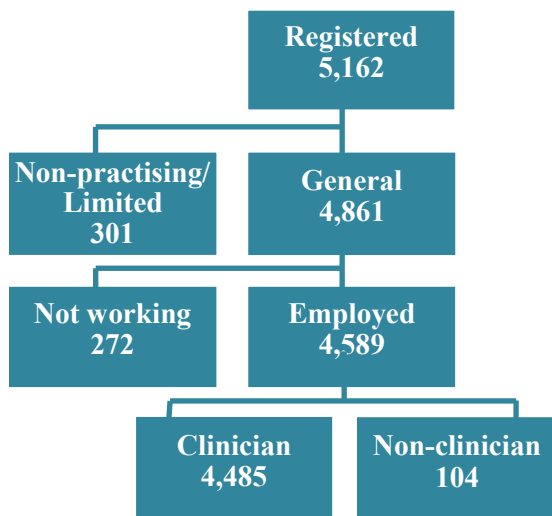 Registered
5,162
Non-practising/
Limited
301
General
4,861
Not working
272
Employed
4,589
Clinician
4,485
Non-clinician
104